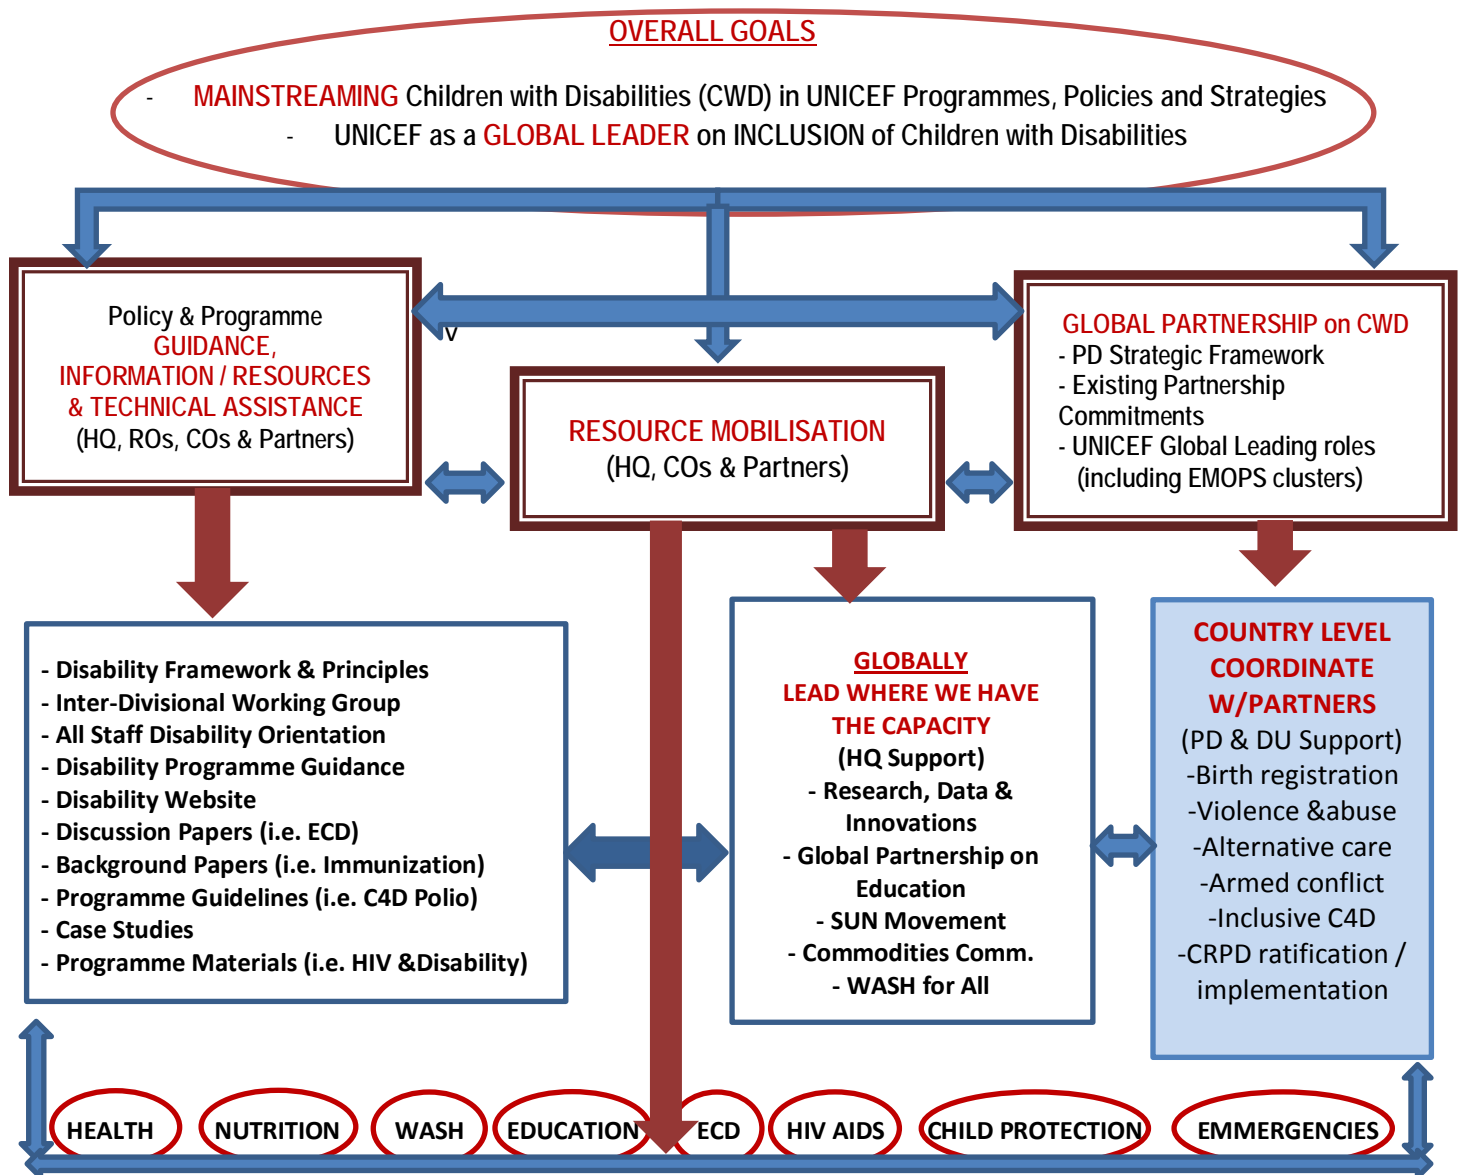 OVERALL GOALS
- MAINSTREAMING Children with Disabilities (CWD) in UNICEF Programmes, Policies and Strategies
- UNICEF as a GLOBAL LEADER on INCLUSION of Children with Disabilities
Policy & Programme
GUIDANCE,
INFORMATION / RESOURCES
& TECHNICAL ASSISTANCE
(HQ, ROs, COs & Partners)
V
RESOURCE MOBILISATION
(HQ, COs & Partners)
GLOBAL PARTNERSHIP on CWD
- PD Strategic Framework
- Existing Partnership
Commitments
- UNICEF Global Leading roles
(including EMOPS clusters)
- Disability Framework & Principles
- Inter-Divisional Working Group
- All Staff Disability Orientation
- Disability Programme Guidance
- Disability Website
- Discussion Papers (i.e. ECD)
- Background Papers (i.e. Immunization)
- Programme Guidelines (i.e. C4D Polio)
- Case Studies
- Programme Materials (i.e. HIV &Disability)
GLOBALLY
LEAD WHERE WE HAVE
THE CAPACITY
(HQ Support)
- Research, Data &
Innovations
- Global Partnership on
Education
- SUN Movement
- Commodities Comm.
- WASH for All
COUNTRY LEVEL
COORDINATE
W/PARTNERS
(PD & DU Support)
-Birth registration
-Violence &abuse
-Alternative care
-Armed conflict
-Inclusive C4D
-CRPD ratification /
implementation
HEALTH
NUTRITION
WASH
EDUCATION
ECD
HIV AIDS
CHILD PROTECTION
EMMERGENCIES